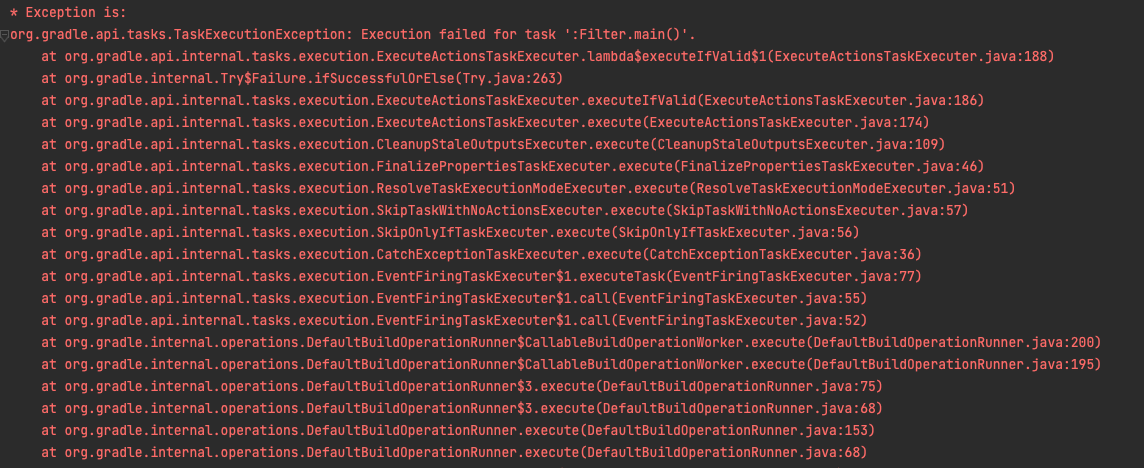 * Exception is:
org.gradle.api.tasks.TaskExecutionException: Execution failed for task ':Filter.main()'.
at org.gradle.api.internal.tasks.execution.ExecuteActionsTaskExecuter.lambda$executeIfValid$1(ExecuteActionsTaskExecuter.java:188)
at org.gradle.internal.Try$Failure.ifSuccessfulOrElse(Try.java:263)
at org.gradle.api.internal.tasks.execution.ExecuteActionsTaskExecuter.executeIfValid(ExecuteActionsTaskExecuter.java:186)
at org.gradle.api.internal.tasks.execution.ExecuteActionsTaskExecuter.execute(ExecuteActionsTaskExecuter.java:174)
at org.gradle.api.internal.tasks.execution.CleanupStaleOutputsExecuter.execute(CleanupStaleOutputsExecuter.java:109)
at org.gradle.api.internal.tasks.execution.FinalizePropertiesTaskExecuter.execute(FinalizePropertiesTaskExecuter.java:46)
at org.gradle.api.internal.tasks.execution.ResolveTaskExecutionModeExecuter.execute(ResolveTaskExecutionModeExecuter.java:51)
at org.gradle.api.internal.tasks.execution.SkipTaskWithNoActionsExecuter.execute(SkipTaskWithNoActionsExecuter.java:57)
at org.gradle.api.internal.tasks.execution.SkipOnlyIfTaskExecuter.execute(SkipOnlyIfTaskExecuter.java:56)
at org.gradle.api.internal.tasks.execution.CatchExceptionTaskExecuter.execute(CatchExceptionTaskExecuter.java:36)
at org.gradle.api.internal.tasks.execution.EventFiringTaskExecuter$1.executeTask(EventFiringTaskExecuter.java:77)
at org.gradle.api.internal.tasks.execution.EventFiringTaskExecuter$1.call(EventFiringTaskExecuter.java:55)
at org.gradle.api.internal.tasks.execution.EventFiringTaskExecuter$1.call(EventFiringTaskExecuter.java:52)
at org.gradle.internal.operations.DefaultBuildOperationRunner$CallableBuildOperationWorker.execute(DefaultBuildOperationRunner.java:200)
at org.gradle.internal.operations.DefaultBuildOperationRunner$CallableBuildOperationWorker.execute(DefaultBuildOperationRunner.java:195)
at org.gradle.internal.operations.DefaultBuildOperationRunner$3.execute(DefaultBuildOperationRunner.java:75)
at org.gradle.internal.operations.DefaultBuildOperationRunner$3.execute(DefaultBuildOperationRunner.java:68)
at org.gradle.internal.operations.DefaultBuildOperationRunner.execute(DefaultBuildOperationRunner.java:153)
at org.gradle.internal.operations.DefaultBuildOperationRunner.execute(DefaultBuildOperationRunner.java:68)